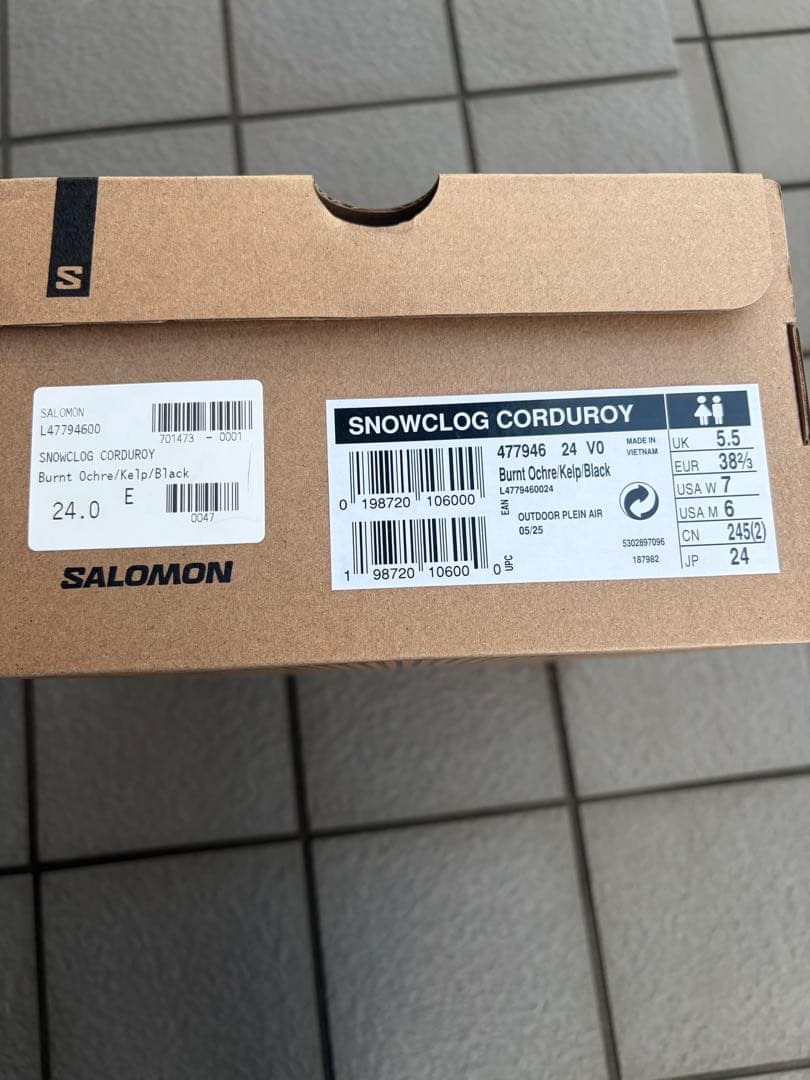 S
SALOMON
L47794600
701473 - 0001
SNOWCLOG CORDUROY
Burnt Ochre/Kelp/Black
24.0 E
0047
SALOMON
SNOWCLOG CORDUROY
477946 24 V0
Burnt Ochre/Kelp/Black
L4779460024
MADE IN
VIETNAM
0 198720 106000
EAN
OUTDOOR PLEIN AIR
05/25
5302897096
187982
1 98720 10600 0
UPC
UK 5.5
EUR 38⅔
USA W 7
USA M 6
CN 245(2)
JP 24